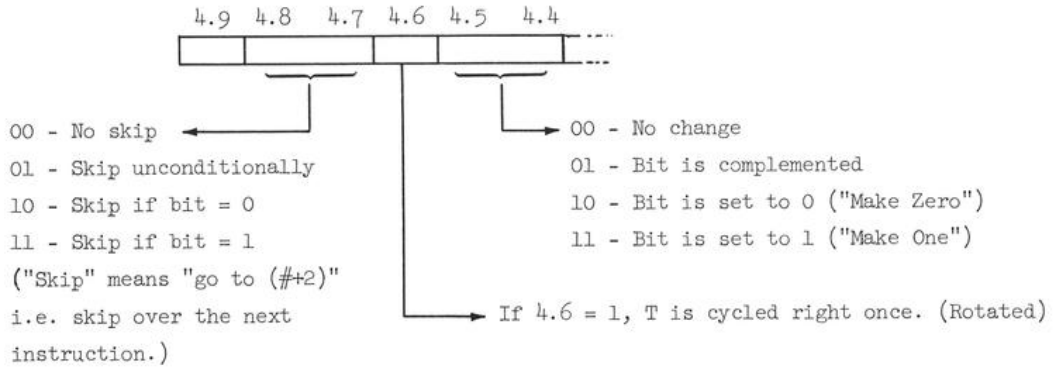 4.9 4.8 4.7 4.6 4.5 4.4
00 - No skip
01 - Skip unconditionally
10 - Skip if bit = 0
11 - Skip if bit = 1
("Skip" means "go to (#+2)"
i.e. skip over the next
instruction.)
00 - No change
01 - Bit is complemented
10 - Bit is set to 0 ("Make Zero")
11 - Bit is set to 1 ("Make One")
If 4.6 = 1, T is cycled right once. (Rotated)